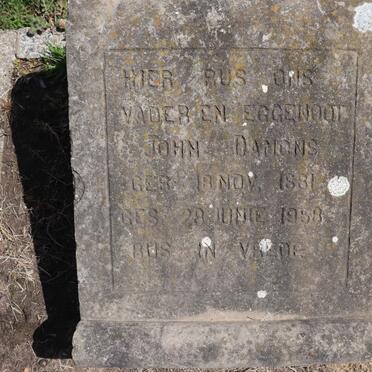 HIER RUS ONS
VADER EN EGGENOOT
JOHN DAMONS
GEB. 18 NOV. 1881
GES. 28 JUNIE 1958
RUS IN VREDE